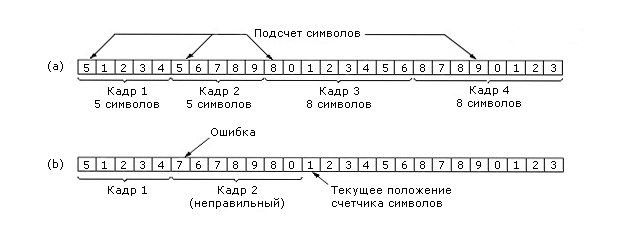 Подсчет символов
(a) 5 1 2 3 4 5 6 7 8 9 8 0 1 2 3 4 5 6 8 7 8 9 0 1 2 3
Кадр 1 Кадр 2 Кадр 3 Кадр 4
5 символов 5 символов 8 символов 8 символов
Ошибка
(b) 5 1 2 3 4 7 6 7 8 9 8 0 1 2 3 4 5 6 8 7 8 9 0 1 2 3
Кадр 1 Кадр 2 Текущее положение
(неправильный) счетчика символов